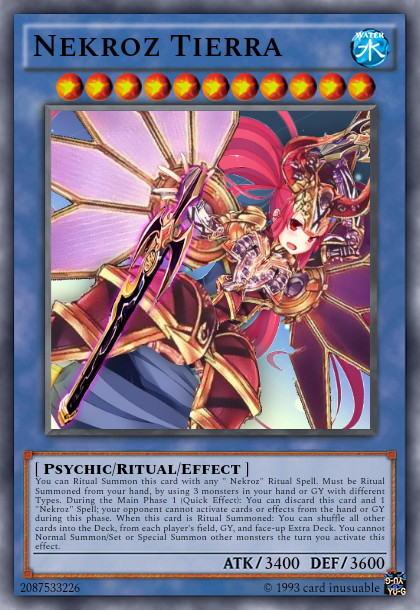 NEKROZ TIERRA
WATER
水
[ PSYCHIC/RITUAL/EFFECT ]
You can Ritual Summon this card with any " Nekroz" Ritual Spell. Must be Ritual
Summoned from your hand, by using 3 monsters in your hand or GY with different
Types. During the Main Phase 1 (Quick Effect): You can discard this card and 1
"Nekroz" Spell; your opponent cannot activate cards or effects from the hand or GY
during this phase. When this card is Ritual Summoned: You can shuffle all other
cards into the Deck, from each player's field, GY, and face-up Extra Deck. You cannot
Normal Summon/Set or Special Summon other monsters the turn you activate this
effect.
ATK/3400 DEF/3600
2087533226 © 1993 card inusuable
YU-G